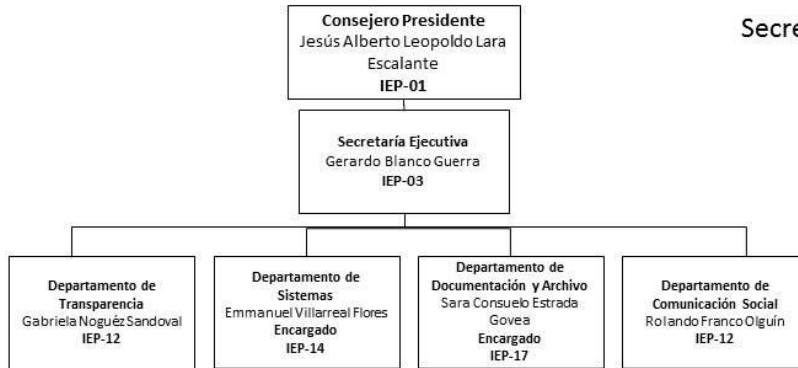 Consejero Presidente
Jesús Alberto Leopoldo Lara
Escalante
IEP-01
Secre
Secretaría Ejecutiva
Gerardo Blanco Guerra
IEP-03
Departamento de
Transparencia
Gabriela Noguéz Sandoval
IEP-12
Departamento de
Sistemas
Emmanuel Villarreal Flores
Encargado
IEP-14
Departamento de
Documentación y Archivo
Sara Consuelo Estrada
Govea
Encargado
IEP-17
Departamento de
Comunicación Social
Rolando Franco Olguín
IEP-12